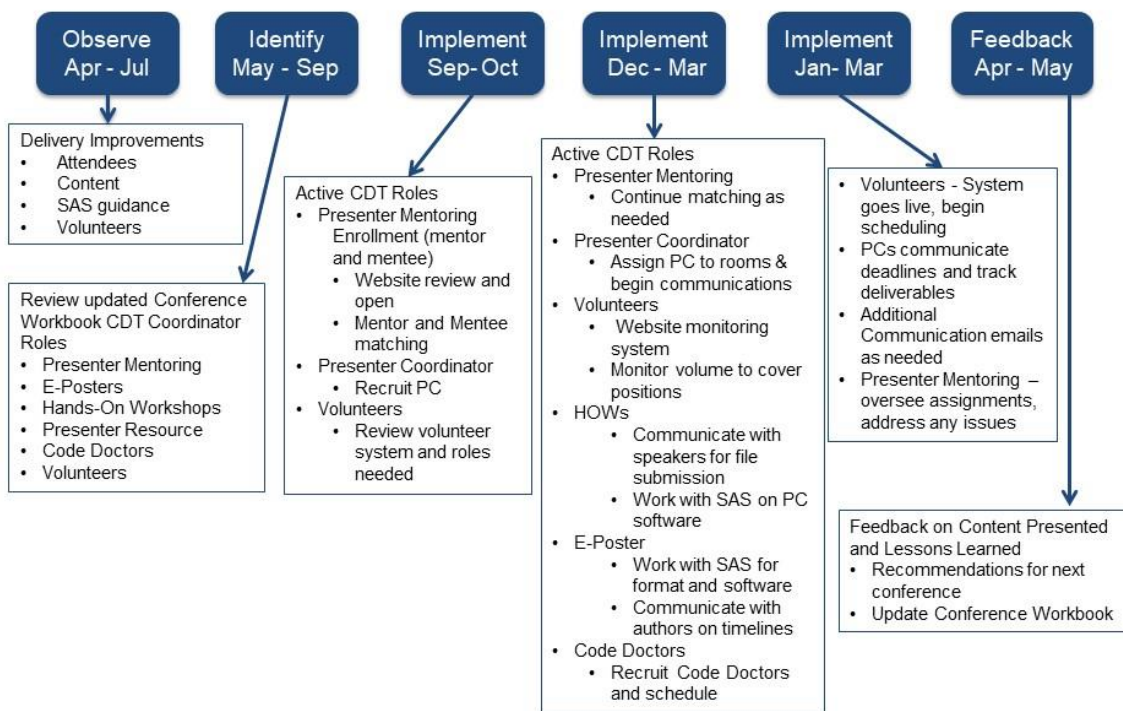 Observe
Apr - Jul
Identify
May - Sep
Implement
Sep- Oct
Implement
Dec - Mar
Implement
Jan- Mar
Feedback
Apr - May
Delivery Improvements
• Attendees
• Content
• SAS guidance
• Volunteers
Review updated Conference
Workbook CDT Coordinator
Roles
• Presenter Mentoring
• E-Posters
• Hands-On Workshops
• Presenter Resource
• Code Doctors
• Volunteers
Active CDT Roles
• Presenter Mentoring
Enrollment (mentor
and mentee)
• Website review and
open
• Mentor and Mentee
matching
• Presenter Coordinator
• Recruit PC
• Volunteers
• Review volunteer
system and roles
needed
Active CDT Roles
• Presenter Mentoring
• Continue matching as
needed
• Presenter Coordinator
• Assign PC to rooms &
begin communications
• Volunteers
• Website monitoring
system
• Monitor volume to cover
positions
• HOWs
• Communicate with
speakers for file
submission
• Work with SAS on PC
software
• E-Poster
• Work with SAS for
format and software
• Communicate with
authors on timelines
• Code Doctors
• Recruit Code Doctors
and schedule
• Volunteers - System
goes live, begin
scheduling
• PCs communicate
deadlines and track
deliverables
• Additional
Communication emails
as needed
• Presenter Mentoring –
oversee assignments,
address any issues
Feedback on Content Presented
and Lessons Learned
• Recommendations for next
conference
• Update Conference Workbook